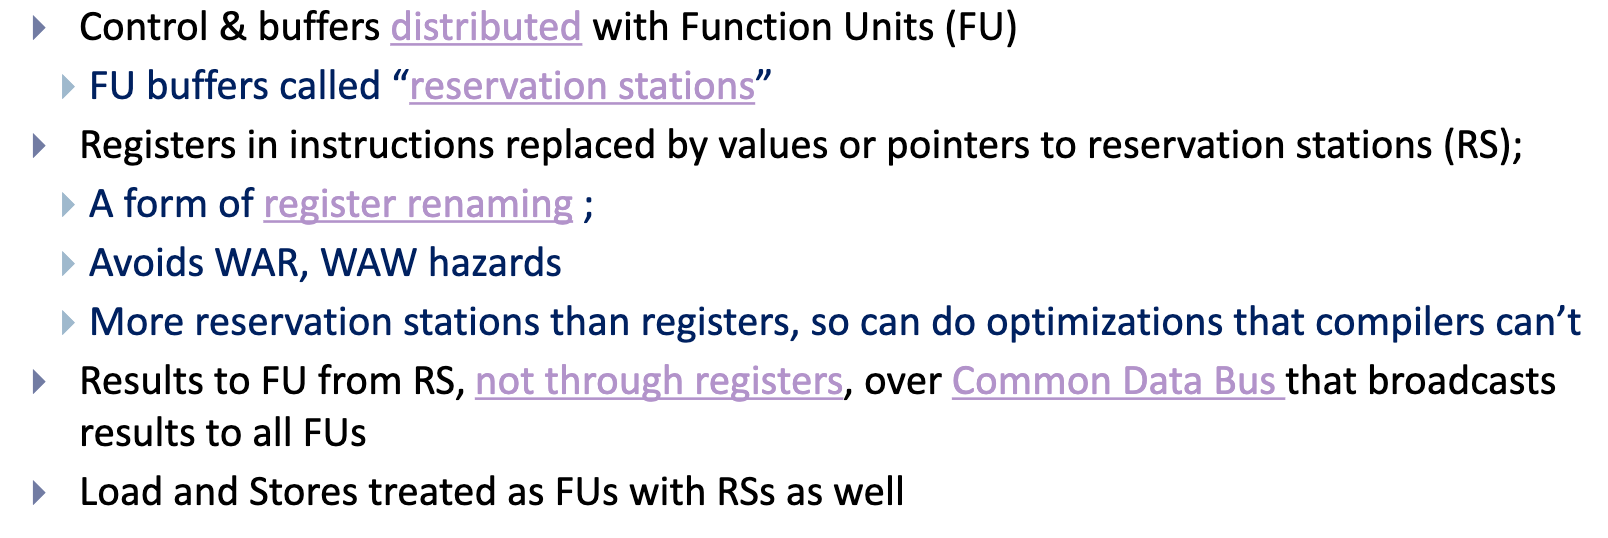 Control & buffers distributed with Function Units (FU)
FU buffers called “reservation stations”
Registers in instructions replaced by values or pointers to reservation stations (RS);
A form of register renaming ;
Avoids WAR, WAW hazards
More reservation stations than registers, so can do optimizations that compilers can’t
Results to FU from RS, not through registers, over Common Data Bus that broadcasts
results to all FUs
Load and Stores treated as FUs with RSs as well